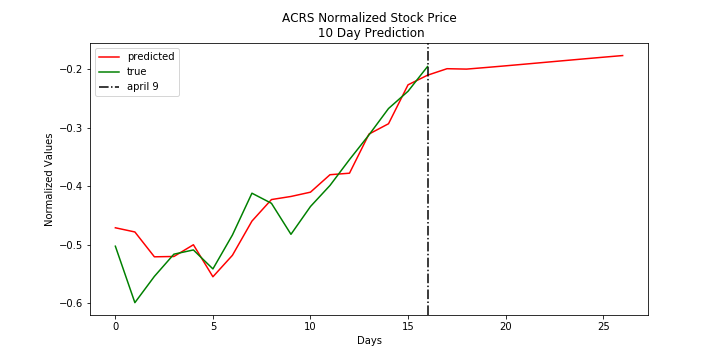 ACRS Normalized Stock Price
10 Day Prediction
predicted
true
april 9
Normalized Values
−0.2
−0.3
−0.4
−0.5
−0.6
0
5
10
15
20
25
Days